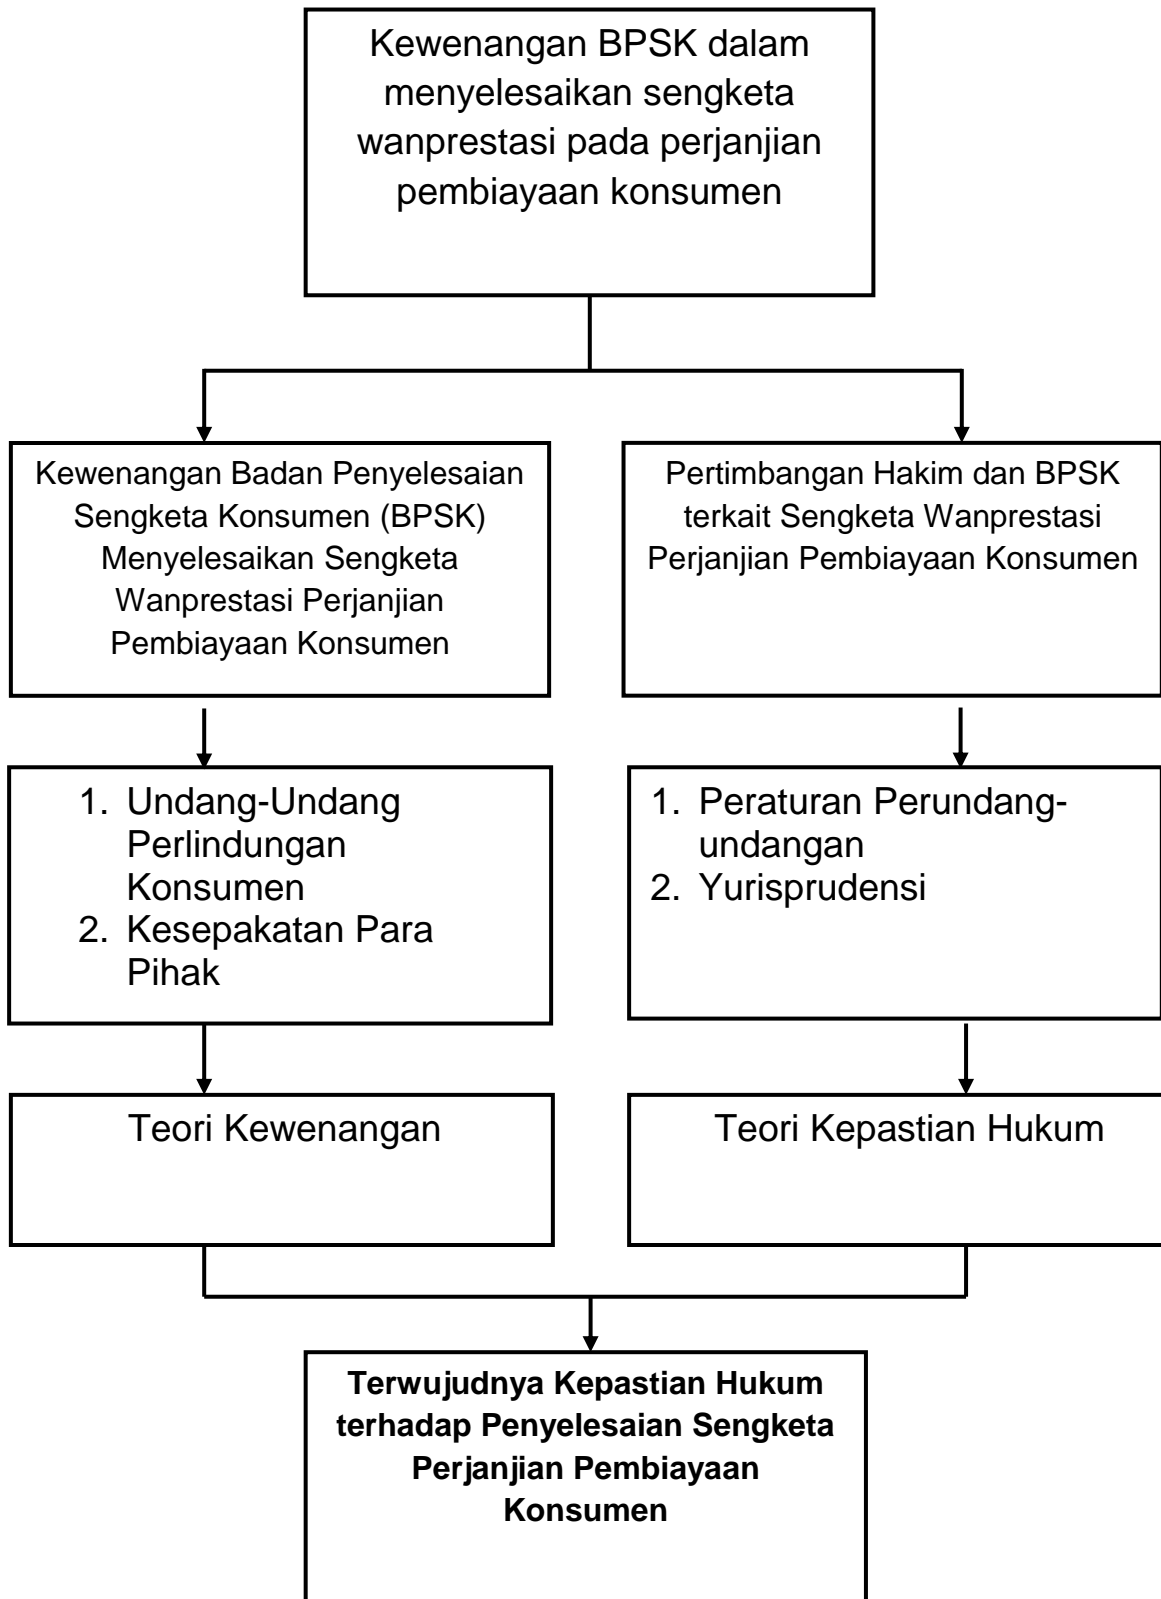 Kewenangan BPSK dalam
menyelesaikan sengketa
wanprestasi pada perjanjian
pembiayaan konsumen
Kewenangan Badan Penyelesaian
Sengketa Konsumen (BPSK)
Menyelesaikan Sengketa
Wanprestasi Perjanjian
Pembiayaan Konsumen
Pertimbangan Hakim dan BPSK
terkait Sengketa Wanprestasi
Perjanjian Pembiayaan Konsumen
1. Undang-Undang
Perlindungan
Konsumen
2. Kesepakatan Para
Pihak
1. Peraturan Perundang-
undangan
2. Yurisprudensi
Teori Kewenangan
Teori Kepastian Hukum
Terwujudnya Kepastian Hukum
terhadap Penyelesaian Sengketa
Perjanjian Pembiayaan
Konsumen